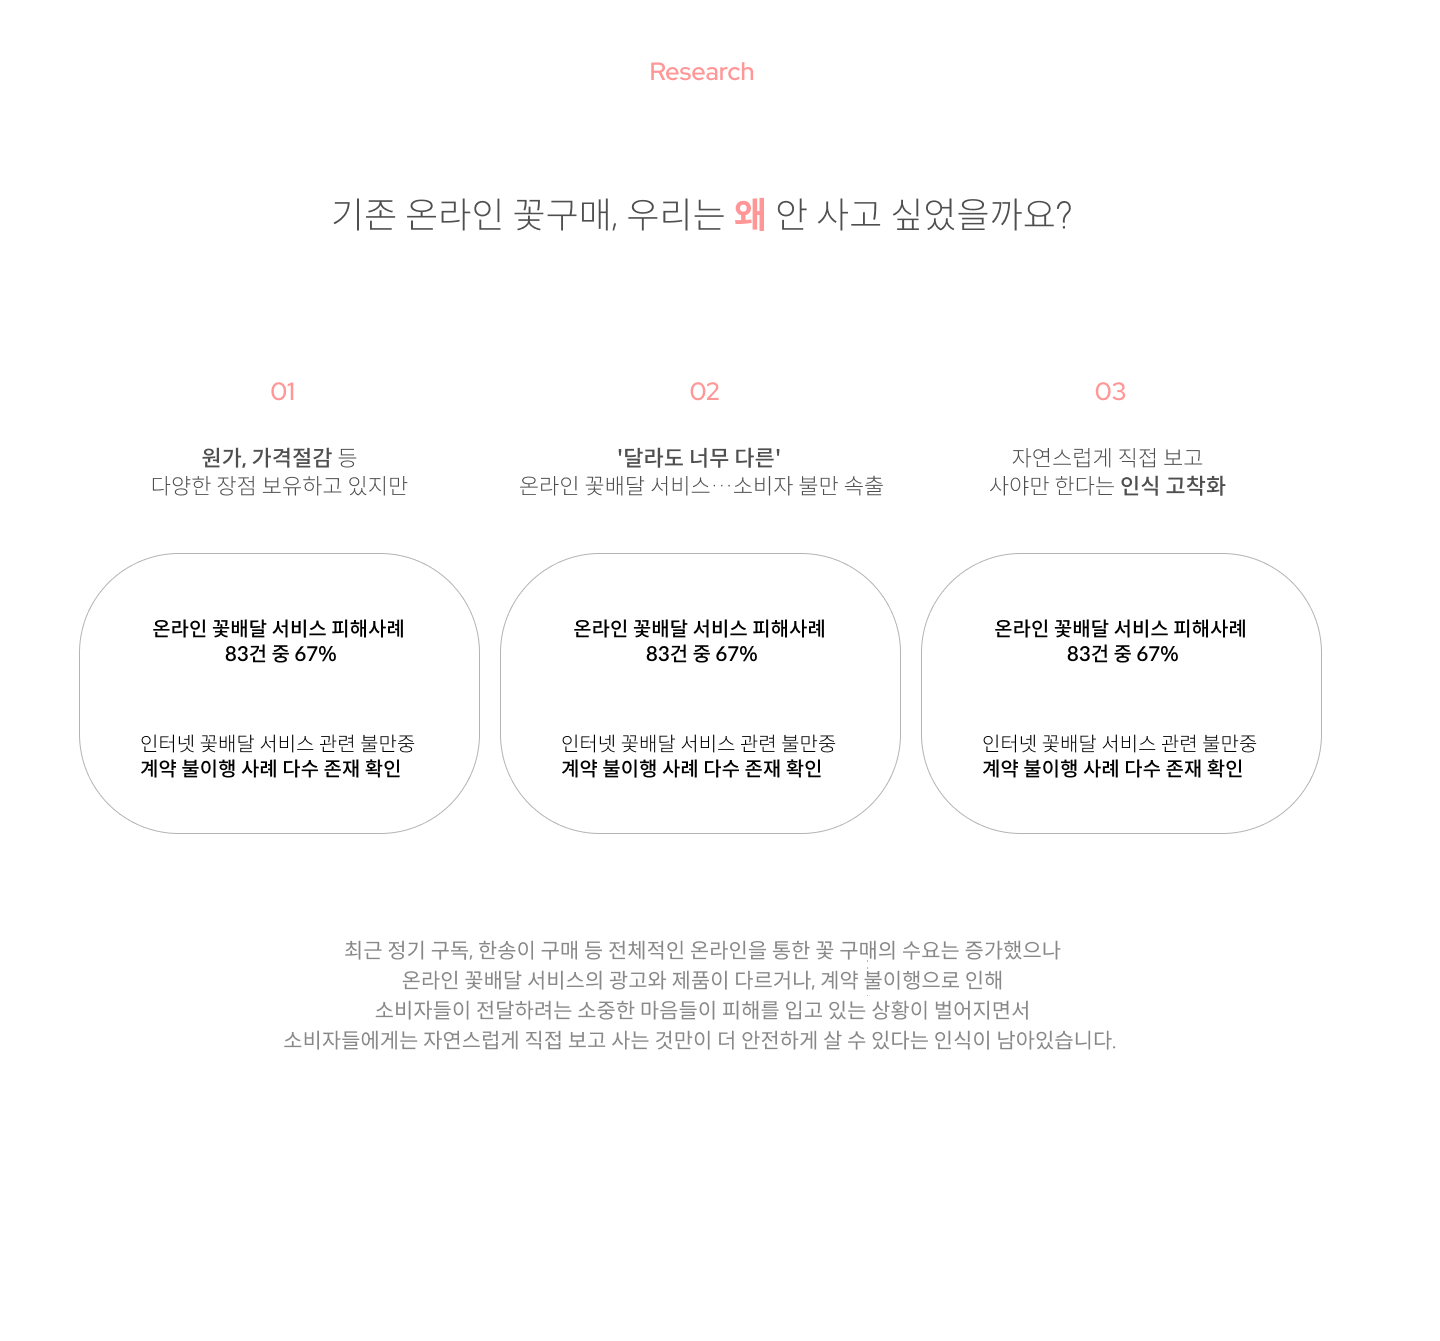 Research
기존 온라인 꽃구매, 우리는 왜 안 사고 싶었을까요?
01
원가, 가격절감 등
다양한 장점 보유하고 있지만
02
'달라도 너무 다른'
온라인 꽃배달 서비스…소비자 불만 속출
03
자연스럽게 직접 보고
사야만 한다는 인식 고착화
온라인 꽃배달 서비스 피해사례
83건 중 67%
인터넷 꽃배달 서비스 관련 불만중
계약 불이행 사례 다수 존재 확인
온라인 꽃배달 서비스 피해사례
83건 중 67%
인터넷 꽃배달 서비스 관련 불만중
계약 불이행 사례 다수 존재 확인
온라인 꽃배달 서비스 피해사례
83건 중 67%
인터넷 꽃배달 서비스 관련 불만중
계약 불이행 사례 다수 존재 확인
최근 정기 구독, 한송이 구매 등 전체적인 온라인을 통한 꽃 구매의 수요는 증가했으나
온라인 꽃배달 서비스의 광고와 제품이 다르거나, 계약 불이행으로 인해
소비자들이 전달하려는 소중한 마음들이 피해를 입고 있는 상황이 벌어지면서
소비자들에게는 자연스럽게 직접 보고 사는 것만이 더 안전하게 살 수 있다는 인식이 남아있습니다.